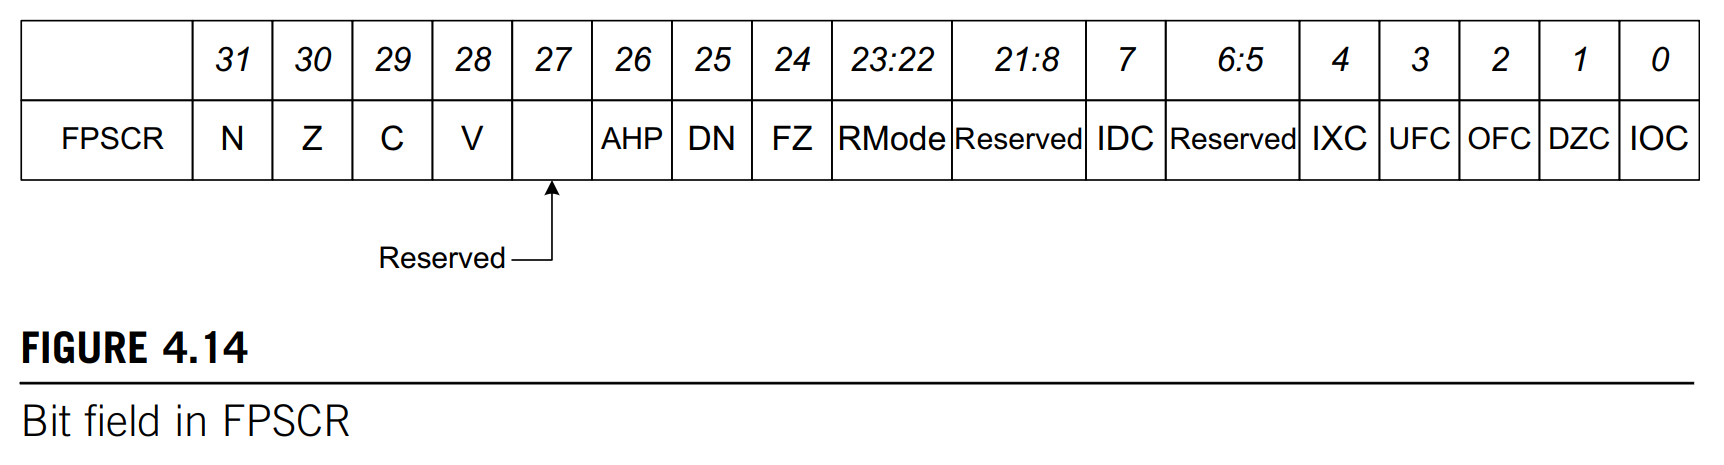 31 30 29 28 27 26 25 24 23:22 21:8 7 6:5 4 3 2 1 0
FPSCR N Z C V AHP DN FZ RMode Reserved IDC Reserved IXC UFC OFC DZC IOC
Reserved
FIGURE 4.14
Bit field in FPSCR